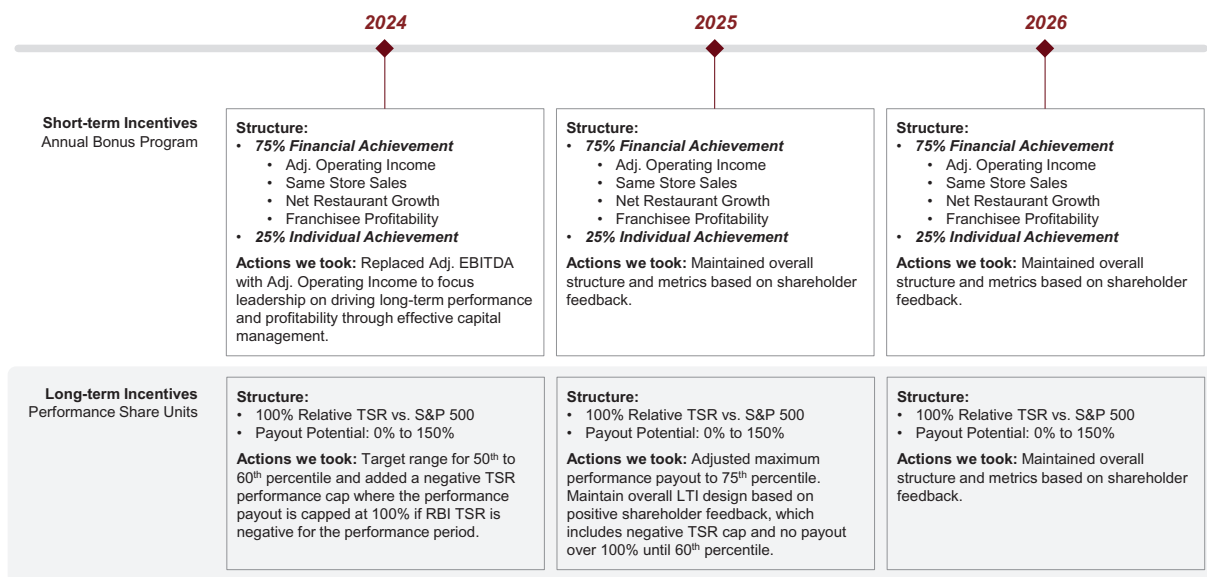 2024
2025
2026
Short-term Incentives
Annual Bonus Program
Structure:
• 75% Financial Achievement
• Adj. Operating Income
• Same Store Sales
• Net Restaurant Growth
• Franchisee Profitability
• 25% Individual Achievement
Actions we took: Replaced Adj. EBITDA
with Adj. Operating Income to focus
leadership on driving long-term performance
and profitability through effective capital
management.
Structure:
• 75% Financial Achievement
• Adj. Operating Income
• Same Store Sales
• Net Restaurant Growth
• Franchisee Profitability
• 25% Individual Achievement
Actions we took: Maintained overall
structure and metrics based on shareholder
feedback.
Structure:
• 75% Financial Achievement
• Adj. Operating Income
• Same Store Sales
• Net Restaurant Growth
• Franchisee Profitability
• 25% Individual Achievement
Actions we took: Maintained overall
structure and metrics based on shareholder
feedback.
Long-term Incentives
Performance Share Units
Structure:
• 100% Relative TSR vs. S&P 500
• Payout Potential: 0% to 150%
Actions we took: Target range for 50th to
60th percentile and added a negative TSR
performance cap where the performance
payout is capped at 100% if RBI TSR is
negative for the performance period.
Structure:
• 100% Relative TSR vs. S&P 500
• Payout Potential: 0% to 150%
Actions we took: Adjusted maximum
performance payout to 75th percentile.
Maintain overall LTI design based on
positive shareholder feedback, which
includes negative TSR cap and no payout
over 100% until 60th percentile.
Structure:
• 100% Relative TSR vs. S&P 500
• Payout Potential: 0% to 150%
Actions we took: Maintained overall
structure and metrics based on shareholder
feedback.